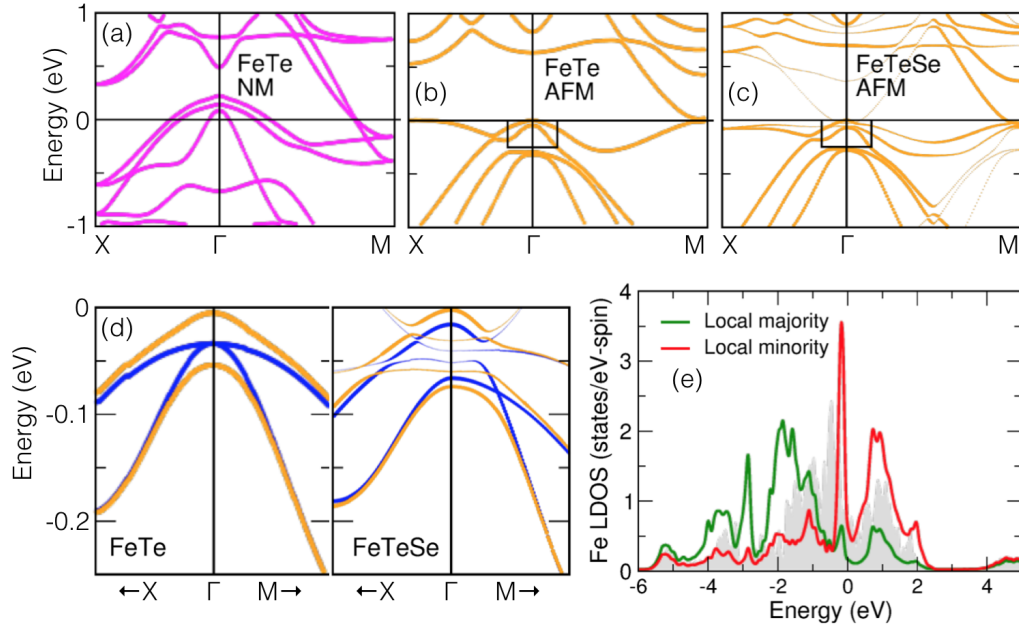 (a)
FeTe
NM
(b)
FeTe
AFM
(c)
FeTeSe
AFM
Energy (eV)
1
0
-1
X Γ M
X Γ M
X Γ M
(d)
Energy (eV)
0
-0.1
-0.2
FeTe
FeTeSe
←X Γ M→
←X Γ M→
Fe LDOS (states/eV-spin)
4
3
2
1
0
Local majority
Local minority
(e)
-6 -4 -2 0 2 4
Energy (eV)